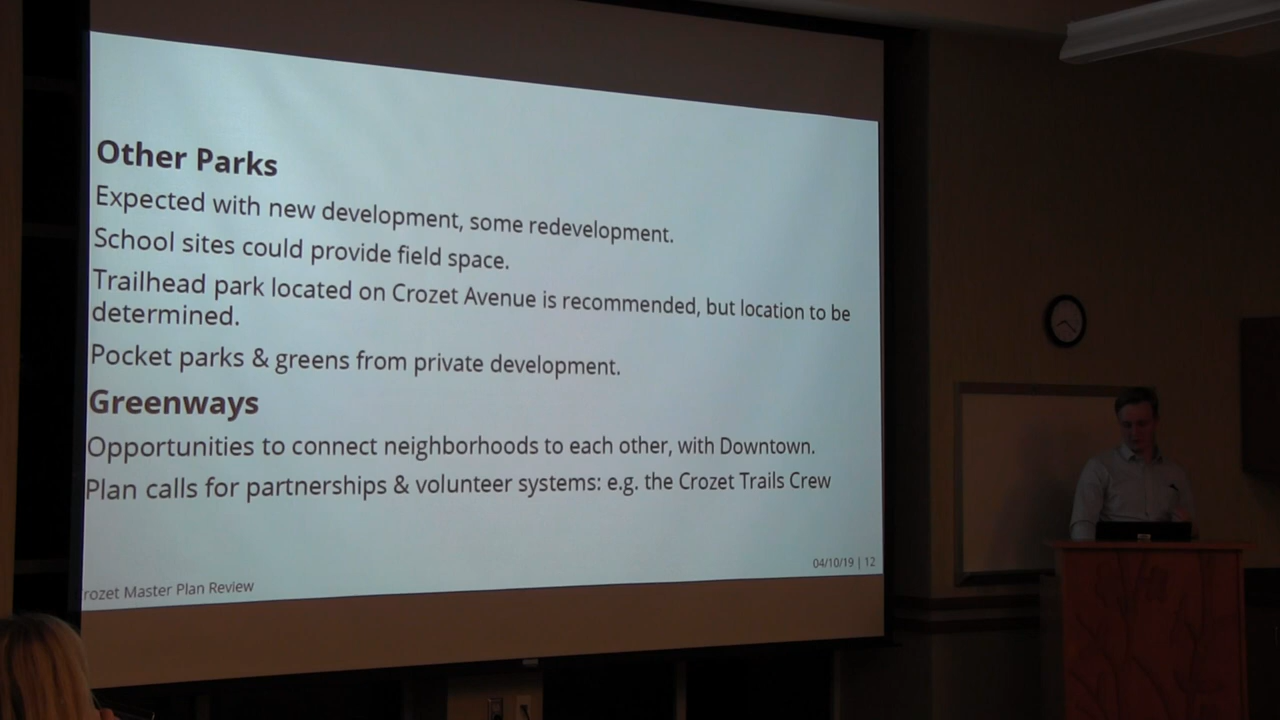 Other Parks
Expected with new development, some redevelopment.
School sites could provide field space.
Trailhead park located on Crozet Avenue is recommended, but location to be
determined.
Pocket parks & greens from private development.
Greenways
Opportunities to connect neighborhoods to each other, with Downtown.
Plan calls for partnerships & volunteer systems: e.g. the Crozet Trails Crew
rozet Master Plan Review
04/10/19 | 12